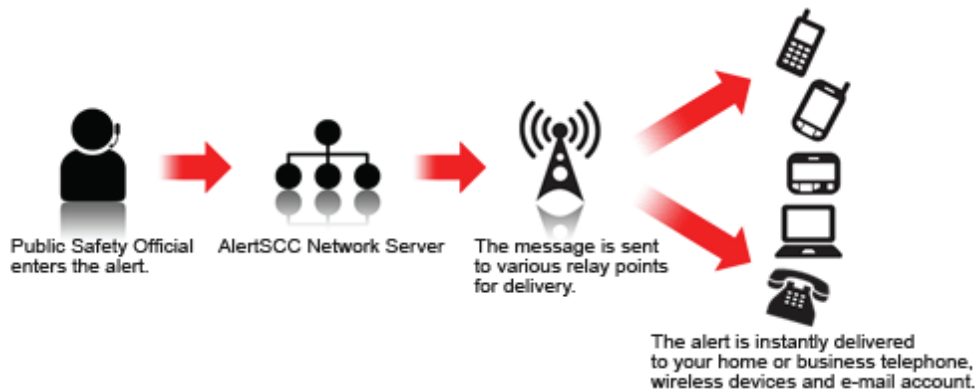 Public Safety Official
enters the alert.
AlertSCC Network Server
The message is sent
to various relay points
for delivery.
The alert is instantly delivered
to your home or business telephone,
wireless devices and e-mail account.